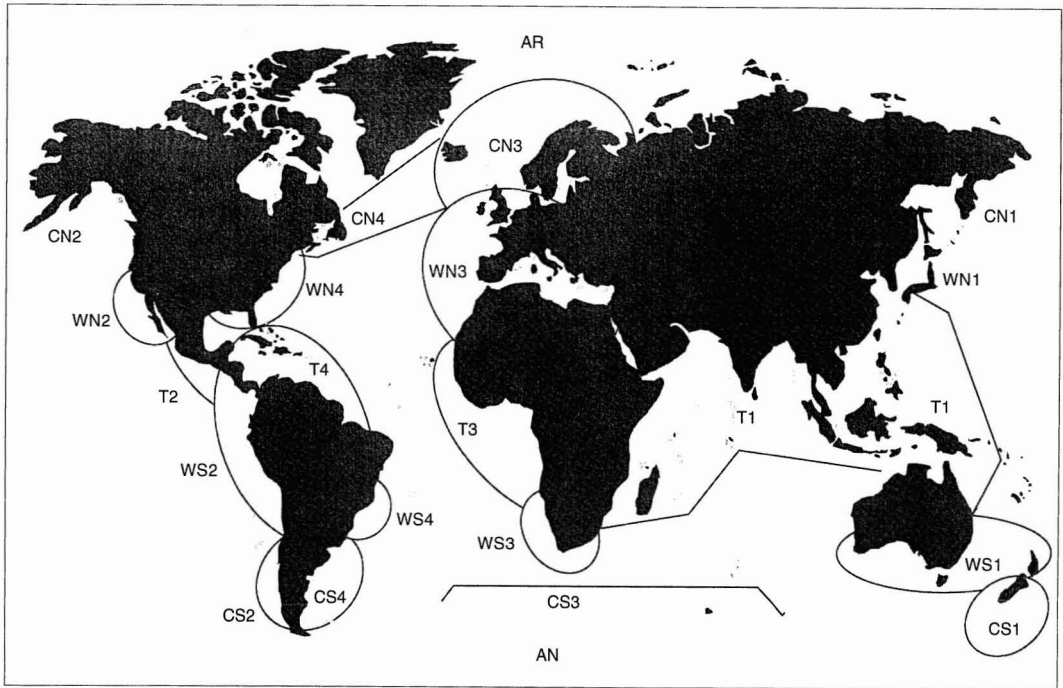 AR
CN3
CN4
CN2
CN1
WN3
WN4
WN1
WN2
T4
T2
T1
T1
T3
WS2
WS4
WS3
WS1
CS4
CS3
CS2
CS1
AN